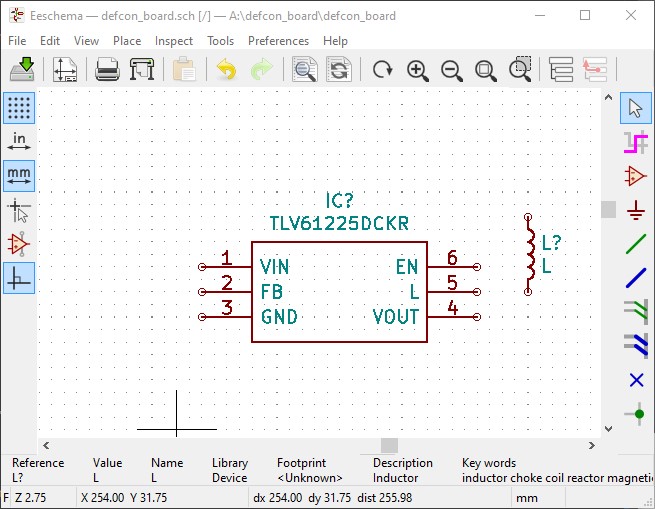 Eeschema — defcon_board.sch [/] — A:\defcon_board\defcon_board
File Edit View Place Inspect Tools Preferences Help
in
mm
IC?
TLV61225DCKR
1 VIN EN 6
2 FB L 5
3 GND VOUT 4
L?
L
Reference Value Name Library Footprint Description Key words
L? L L Device <Unknown> Inductor inductor choke coil reactor magnetic
F Z 2.75 X 254.00 Y 31.75 dx 254.00 dy 31.75 dist 255.98 mm